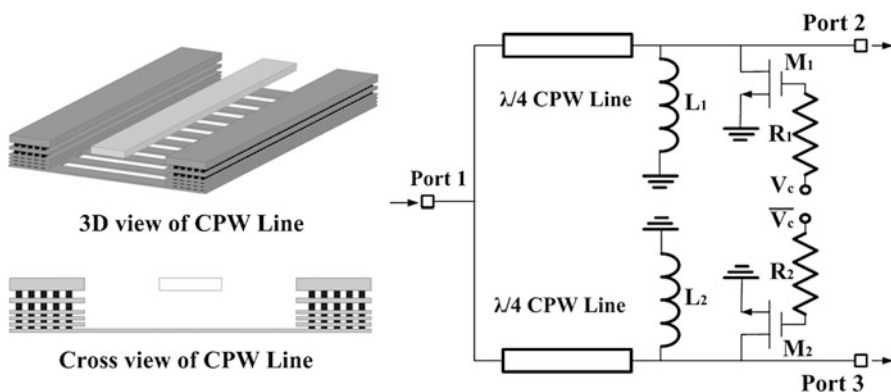 3D view of CPW Line
Cross view of CPW Line
Port 1
λ/4 CPW Line
L1
M1
R1
Vc
Port 2
V̅c̅
R2
L2
M2
λ/4 CPW Line
Port 3